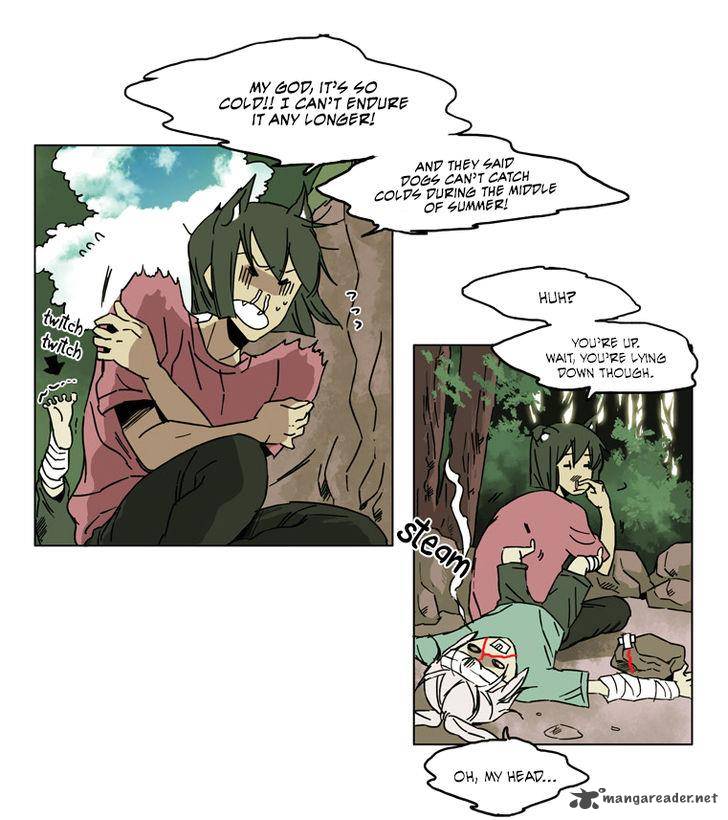 MY GOD, IT'S SO
COLD!! I CAN'T ENDURE
IT ANY LONGER!
AND THEY SAID
DOGS CAN'T CATCH
COLDS DURING THE MIDDLE
OF SUMMER!
twitch
twitch
HUH?
YOU'RE UP.
WAIT, YOU'RE LYING
DOWN THOUGH.
steam
OH, MY HEAD...
mangareader.net